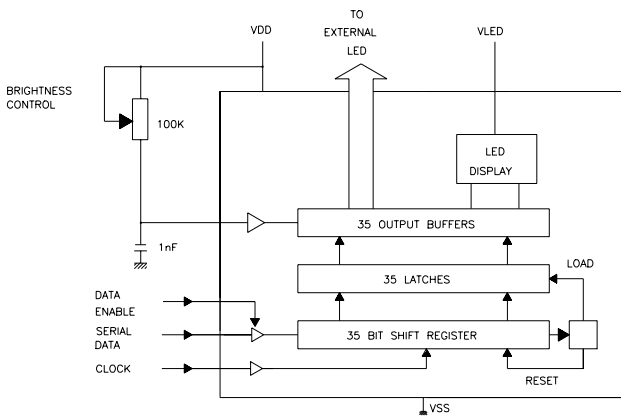 TO
EXTERNAL
LED
VDD
VLED
BRIGHTNESS
CONTROL
100K
LED
DISPLAY
35 OUTPUT BUFFERS
1nF
35 LATCHES
LOAD
DATA
ENABLE
SERIAL
DATA
35 BIT SHIFT REGISTER
CLOCK
RESET
VSS